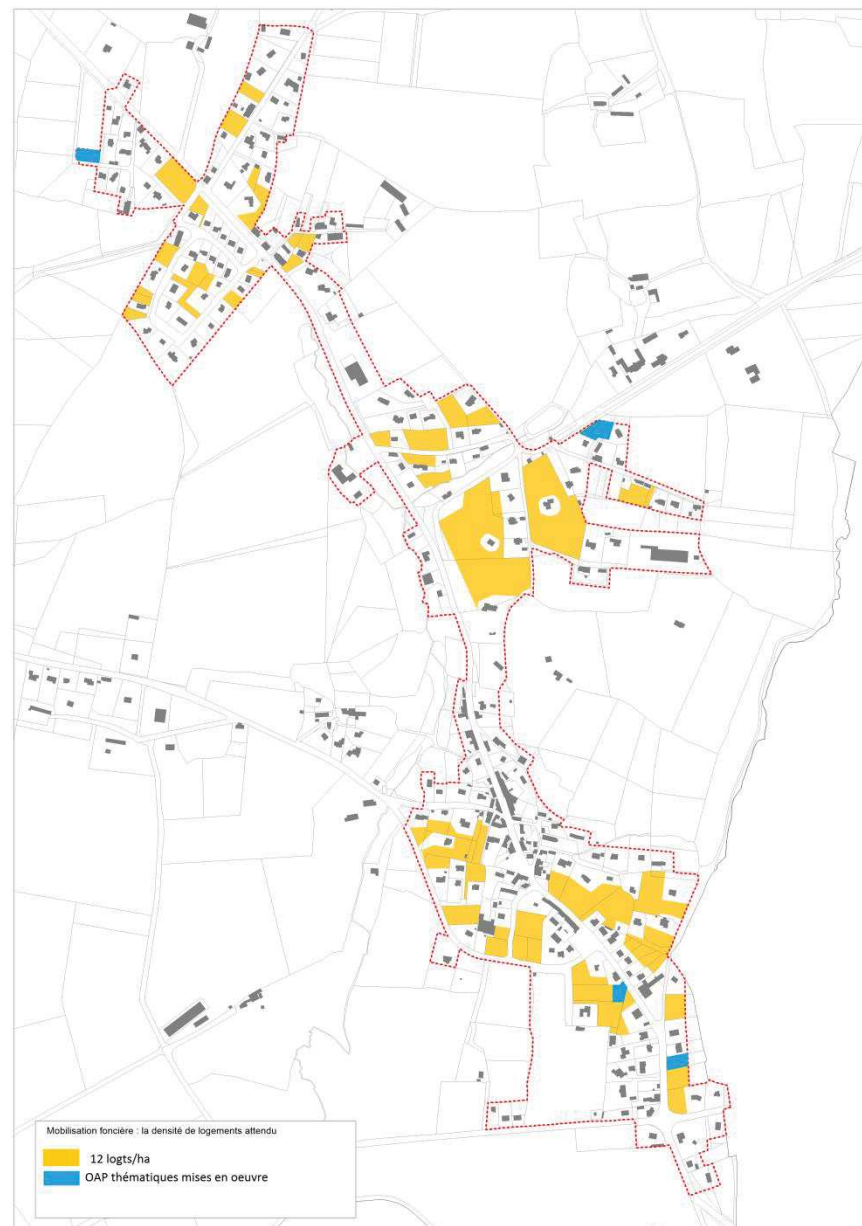 Mobilisation foncière : la densité de logements attendu
12 logts/ha
OAP thématiques mises en oeuvre